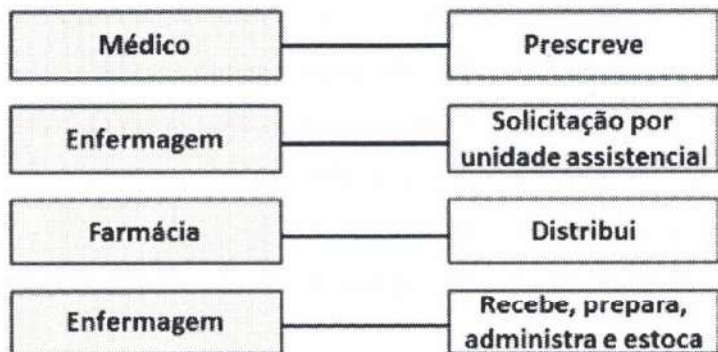 Médico
Prescreve
Enfermagem
Solicitação por
unidade assistencial
Farmácia
Distribui
Enfermagem
Recebe, prepara,
administra e estoca